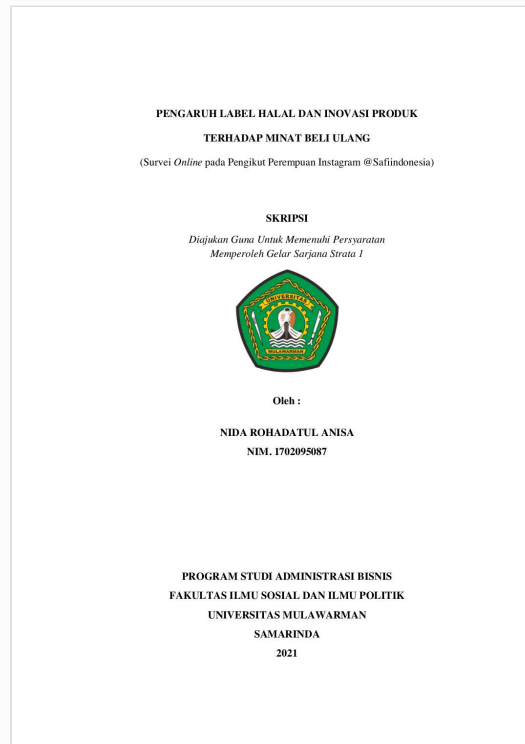 PENGARUH LABEL HALAL DAN INOVASI PRODUK
TERHADAP MINAT BELI ULANG
(Survei Online pada Pengikut Perempuan Instagram @Safiindonesia)
SKRIPSI
Diajukan Guna Untuk Memenuhi Persyaratan
Memperoleh Gelar Sarjana Strata 1
UNIVERSITAS
MULAWARMAN
Oleh :
NIDA ROHADATUL ANISA
NIM. 1702095087
PROGRAM STUDI ADMINISTRASI BISNIS
FAKULTAS ILMU SOSIAL DAN ILMU POLITIK
UNIVERSITAS MULAWARMAN
SAMARINDA
2021